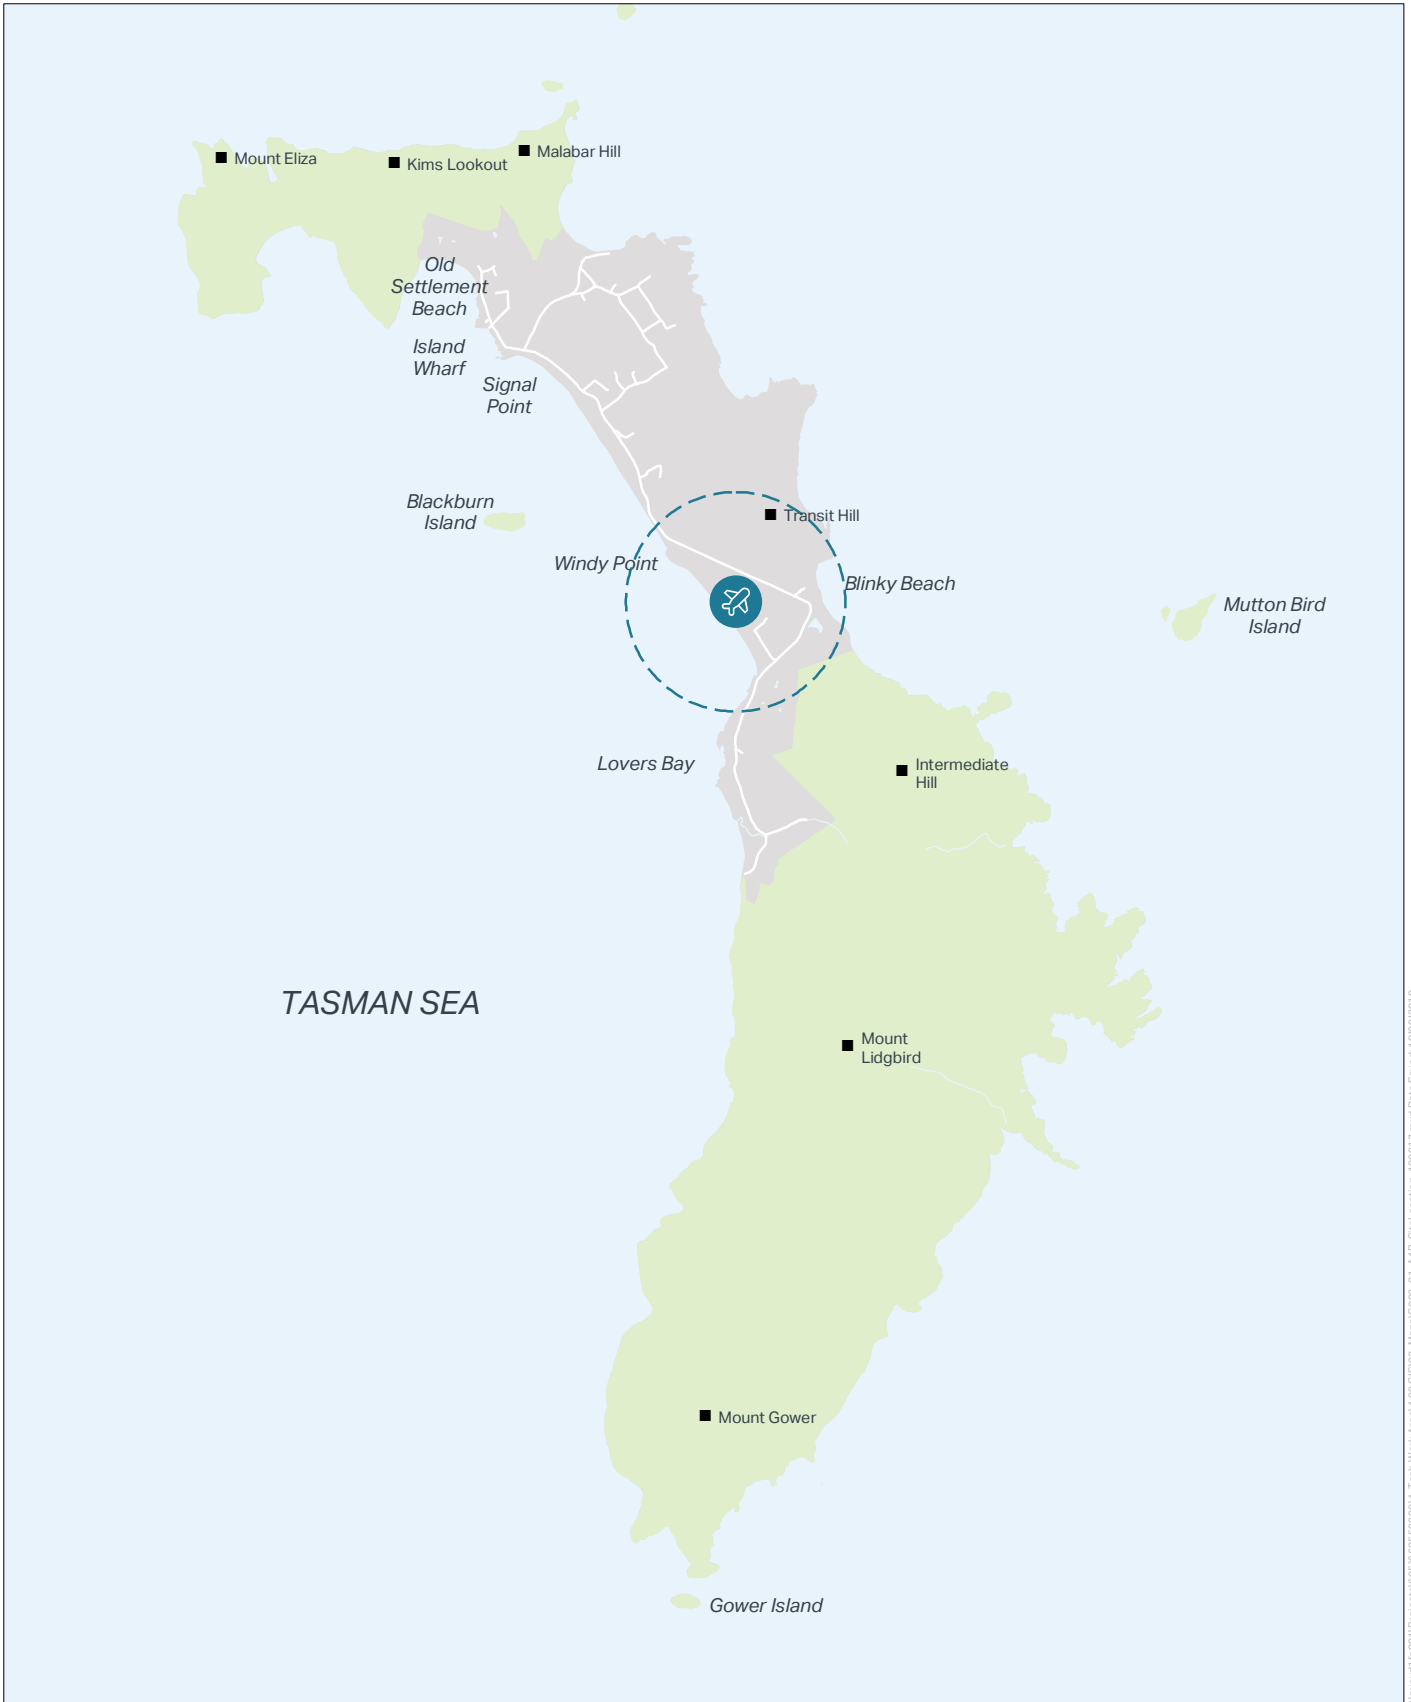 Mount Eliza
Kims Lookout
Malabar Hill
Old
Settlement
Beach
Island
Wharf
Signal
Point
Blackburn
Island
Transit Hill
Windy Point
Blinky Beach
Mutton Bird
Island
Lovers Bay
Intermediate
Hill
TASMAN SEA
Mount
Lidgbird
Mount Gower
Gower Island